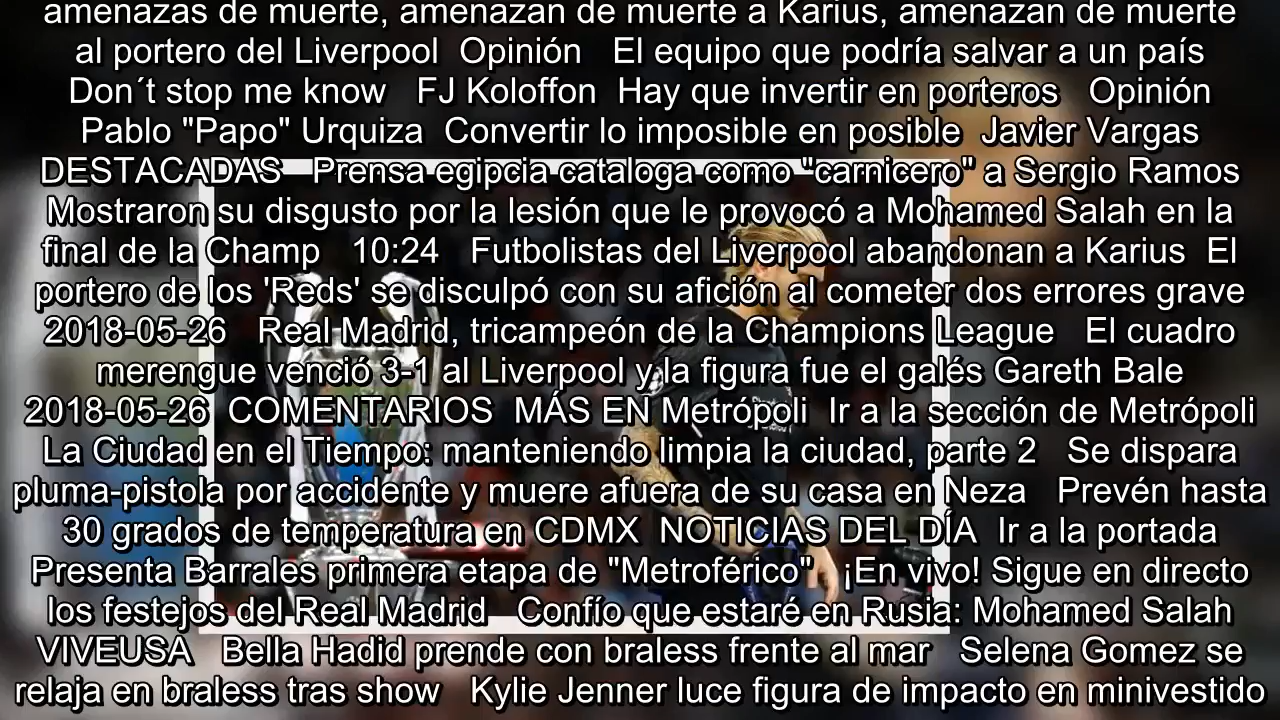 amenazas de muerte, amenazan de muerte a Karius, amenazan de muerte
al portero del Liverpool  Opinión   El equipo que podría salvar a un país
Don´t stop me know   FJ Koloffon  Hay que invertir en porteros   Opinión
Pablo "Papo" Urquiza  Convertir lo imposible en posible  Javier Vargas
DESTACADAS   Prensa egipcia cataloga como "carnicero" a Sergio Ramos
Mostraron su disgusto por la lesión que le provocó a Mohamed Salah en la
final de la Champ   10:24   Futbolistas del Liverpool abandonan a Karius  El
portero de los 'Reds' se disculpó con su afición al cometer dos errores grave
2018-05-26   Real Madrid, tricampeón de la Champions League   El cuadro
merengue venció 3-1 al Liverpool y la figura fue el galés Gareth Bale
2018-05-26  COMENTARIOS  MÁS EN Metrópoli  Ir a la sección de Metrópoli
La Ciudad en el Tiempo: manteniendo limpia la ciudad, parte 2   Se dispara
pluma-pistola por accidente y muere afuera de su casa en Neza   Prevén hasta
30 grados de temperatura en CDMX  NOTICIAS DEL DÍA  Ir a la portada
Presenta Barrales primera etapa de "Metroférico"   ¡En vivo! Sigue en directo
los festejos del Real Madrid   Confío que estaré en Rusia: Mohamed Salah
VIVEUSA   Bella Hadid prende con braless frente al mar   Selena Gomez se
relaja en braless tras show   Kylie Jenner luce figura de impacto en minivestido